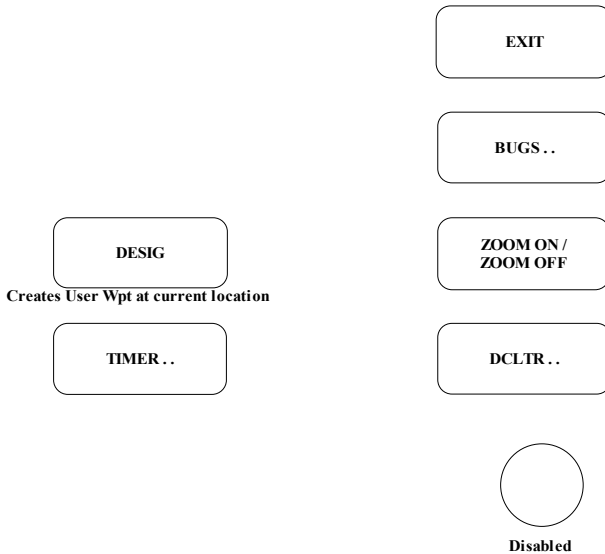 EXIT
BUGS . .
DESIG
Creates User Wpt at current location
ZOOM ON /
ZOOM OFF
TIMER . .
DCLTR . .
Disabled